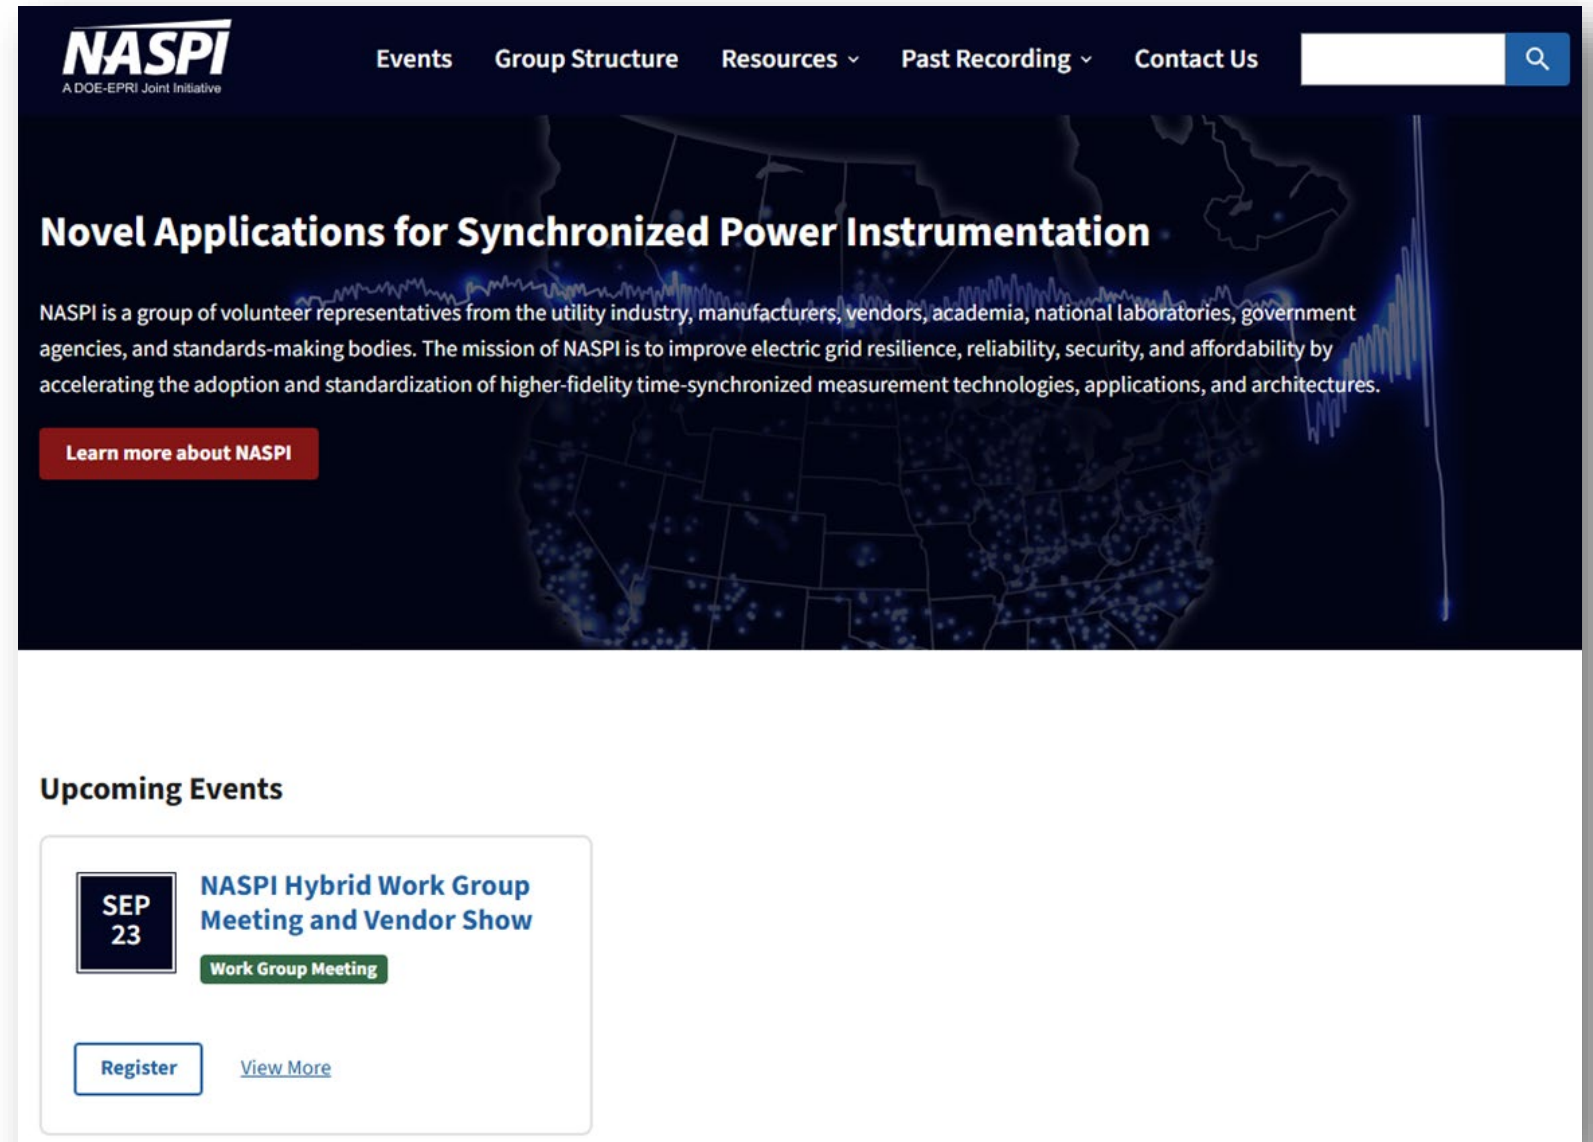 NASPI
A DOE-EPRI Joint Initiative
Events Group Structure Resources Past Recording Contact Us
Novel Applications for Synchronized Power Instrumentation
NASPI is a group of volunteer representatives from the utility industry, manufacturers, vendors, academia, national laboratories, government
agencies, and standards-making bodies. The mission of NASPI is to improve electric grid resilience, reliability, security, and affordability by
accelerating the adoption and standardization of higher-fidelity time-synchronized measurement technologies, applications, and architectures.
Learn more about NASPI
Upcoming Events
SEP
23
NASPI Hybrid Work Group
Meeting and Vendor Show
Work Group Meeting
Register View More